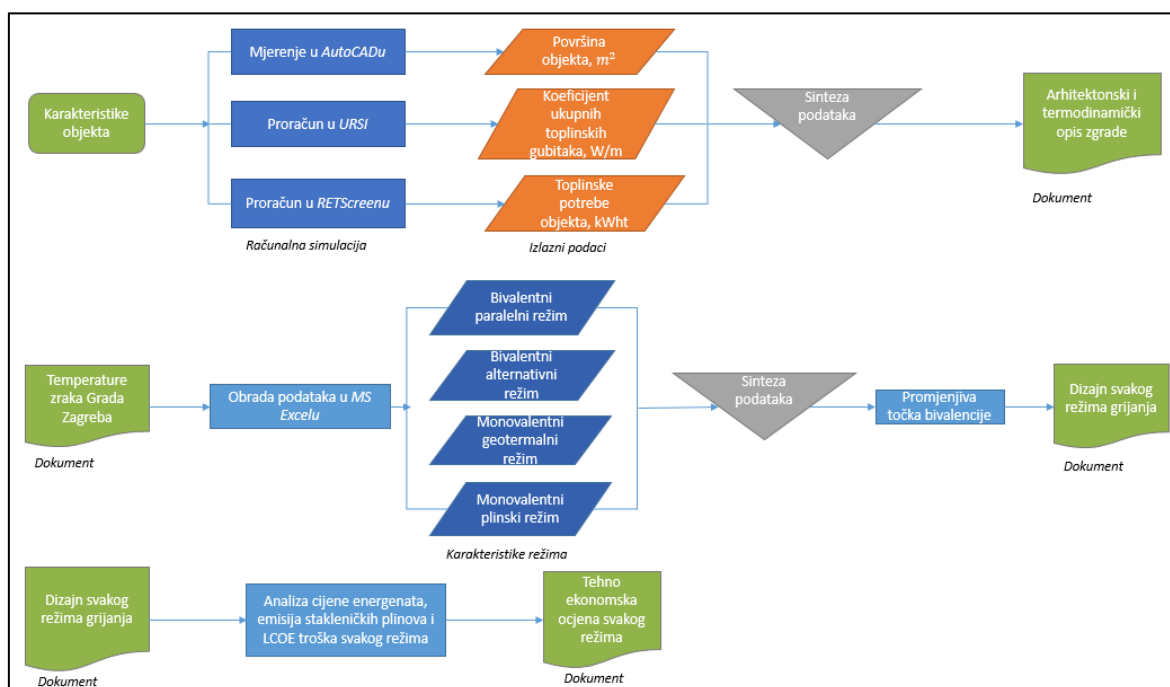 Karakteristike
objekta
Mjerenje u AutoCADu
Proračun u URSI
Proračun u RETScreenu
Računalna simulacija
Površina
objekta, m²
Koeficijent
ukupnih
toplinskih
gubitaka, W/m
Toplinske
potrebe
objekta, kWht
Izlazni podaci
Sinteza
podataka
Arhitektonski i
termodinamički
opis zgrade
Dokument
Temperature
zraka Grada
Zagreba
Dokument
Obrada podataka u MS
Excelu
Bivalentni
paralelni režim
Bivalentni
alternativni
režim
Monovalentni
geotermalni
režim
Monovalentni
plinski režim
Karakteristike režima
Sinteza
podataka
Promjenjiva
točka bivalencije
Dizajn svakog
režima grijanja
Dokument
Dizajn svakog
režima grijanja
Dokument
Analiza cijene energenata,
emisija stakleničkih plinova i
LCOE troška svakog režima
Tehno
ekonomska
ocjena svakog
režima
Dokument